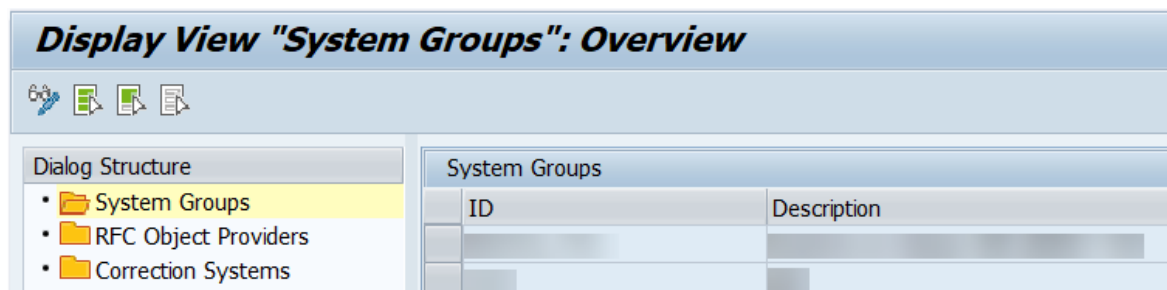 Display View "System Groups": Overview
Dialog Structure
System Groups
RFC Object Providers
Correction Systems
System Groups
ID Description